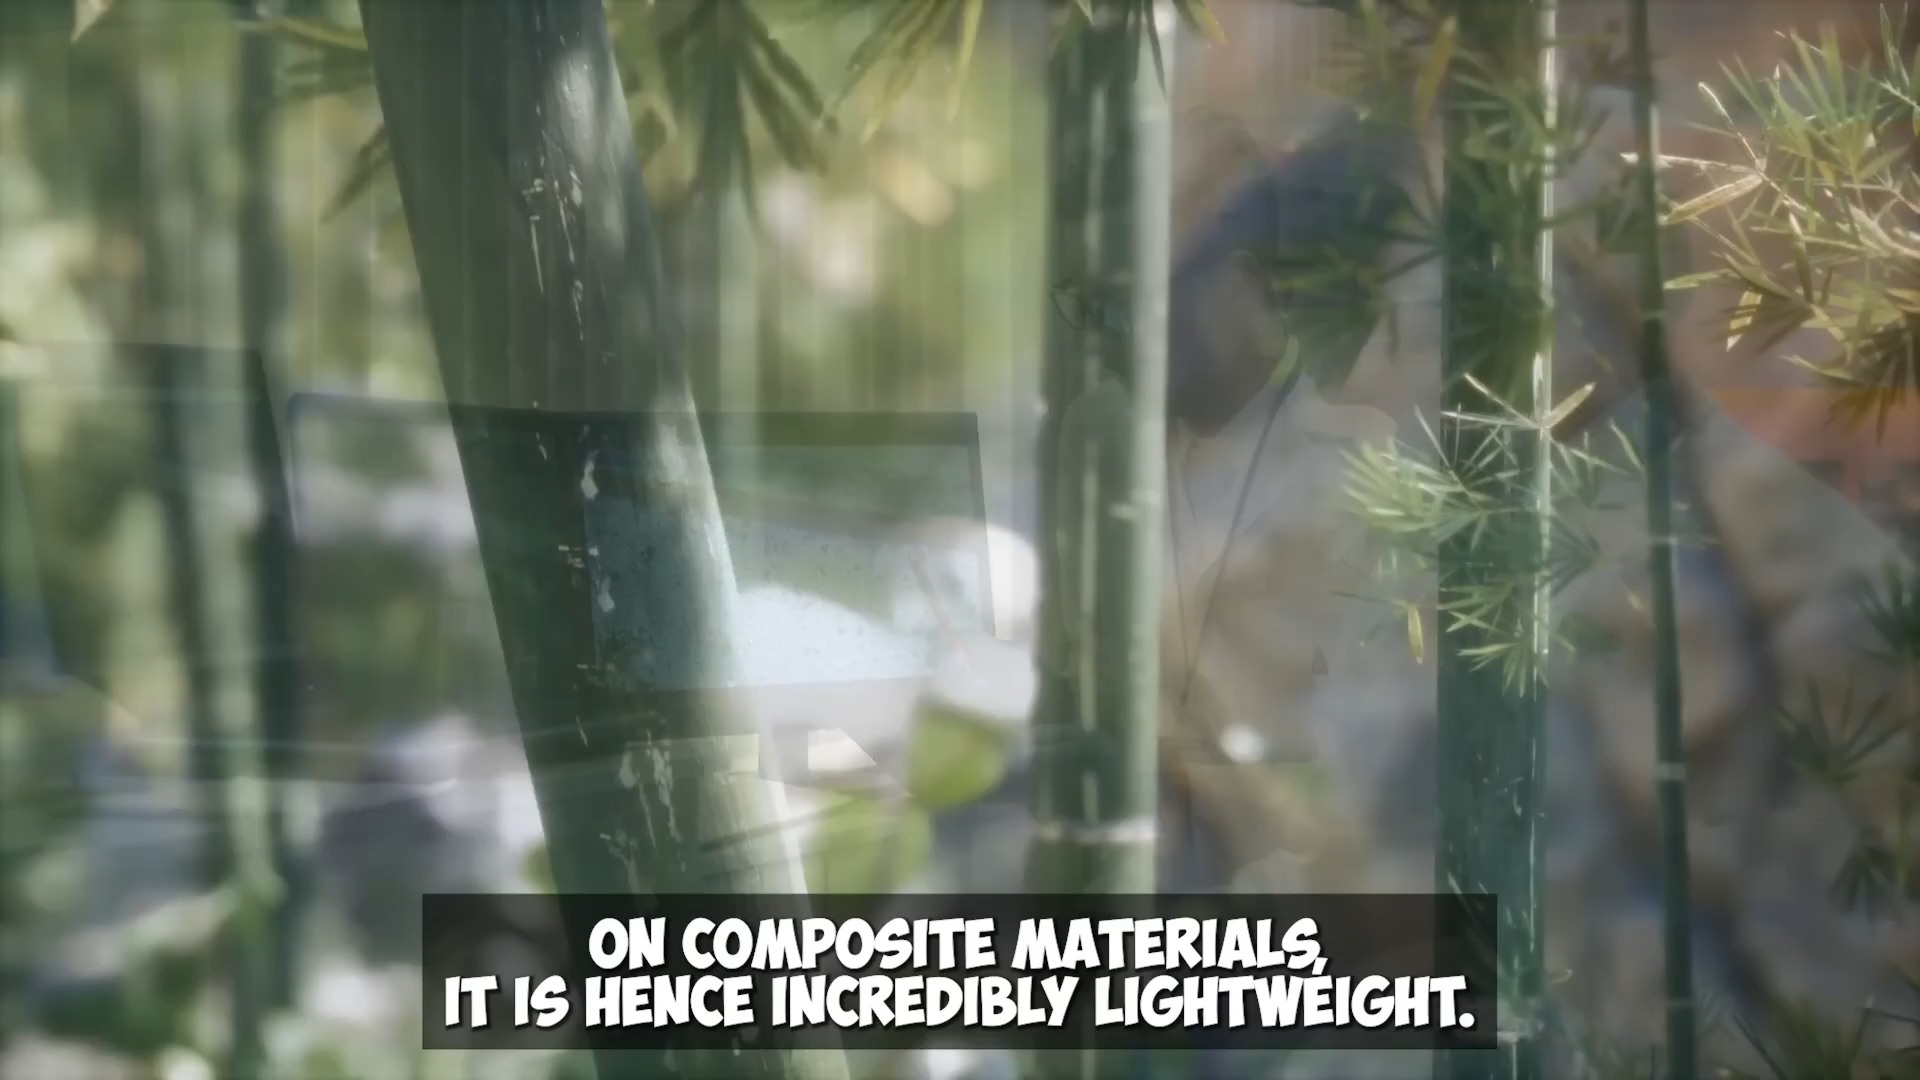 ON COMPOSITE MATERIALS,
IT IS HENCE INCREDIBLY LIGHTWEIGHT.